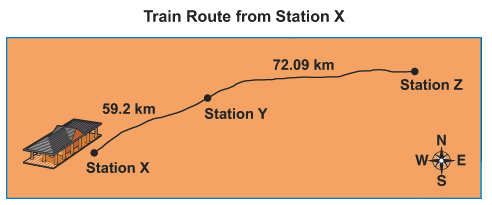 Train Route from Station X
72.09 km
Station Z
59.2 km
Station Y
Station X
N
W E
S